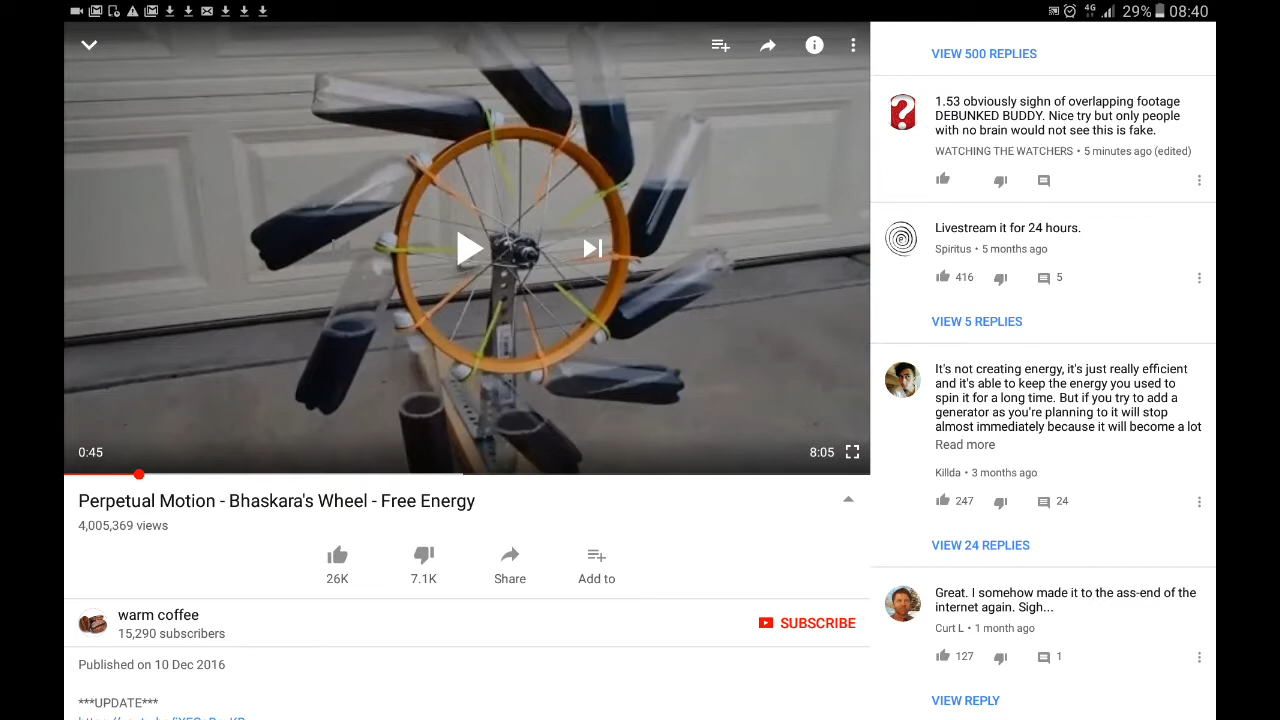 29% 08:40
4G
0:45
8:05
Perpetual Motion - Bhaskara's Wheel - Free Energy
4,005,369 views
26K
7.1K
Share
Add to
warm coffee
15,290 subscribers
SUBSCRIBE
Published on 10 Dec 2016
***UPDATE***
VIEW 500 REPLIES
1.53 obviously sighn of overlapping footage
DEBUNKED BUDDY. Nice try but only people
with no brain would not see this is fake.
WATCHING THE WATCHERS • 5 minutes ago (edited)
Livestream it for 24 hours.
Spiritus • 5 months ago
416
5
VIEW 5 REPLIES
It's not creating energy, it's just really efficient
and it's able to keep the energy you used to
spin it for a long time. But if you try to add a
generator as you're planning to it will stop
almost immediately because it will become a lot
Read more
Killda • 3 months ago
247
24
VIEW 24 REPLIES
Great. I somehow made it to the ass-end of the
internet again. Sigh...
Curt L • 1 month ago
127
1
VIEW REPLY